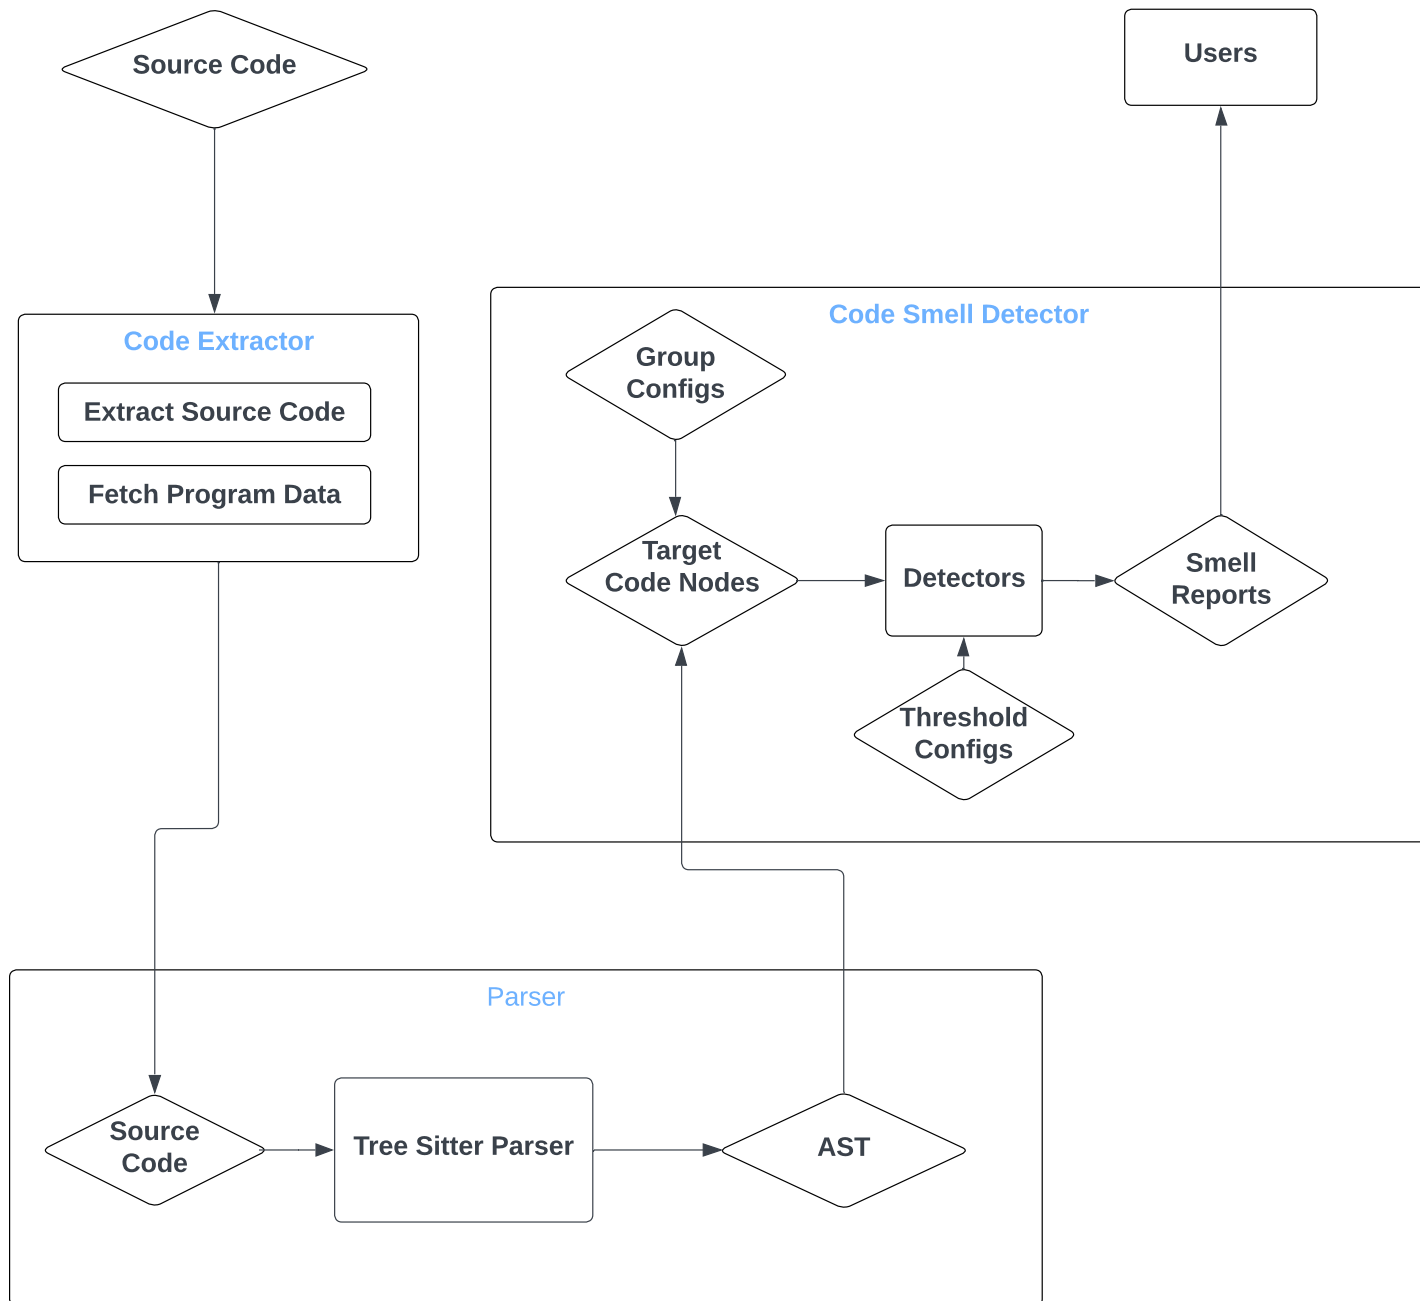 Source Code
Users
Code Extractor
Extract Source Code
Fetch Program Data
Code Smell Detector
Group
Configs
Target
Code Nodes
Detectors
Smell
Reports
Threshold
Configs
Parser
Source
Code
Tree Sitter Parser
AST